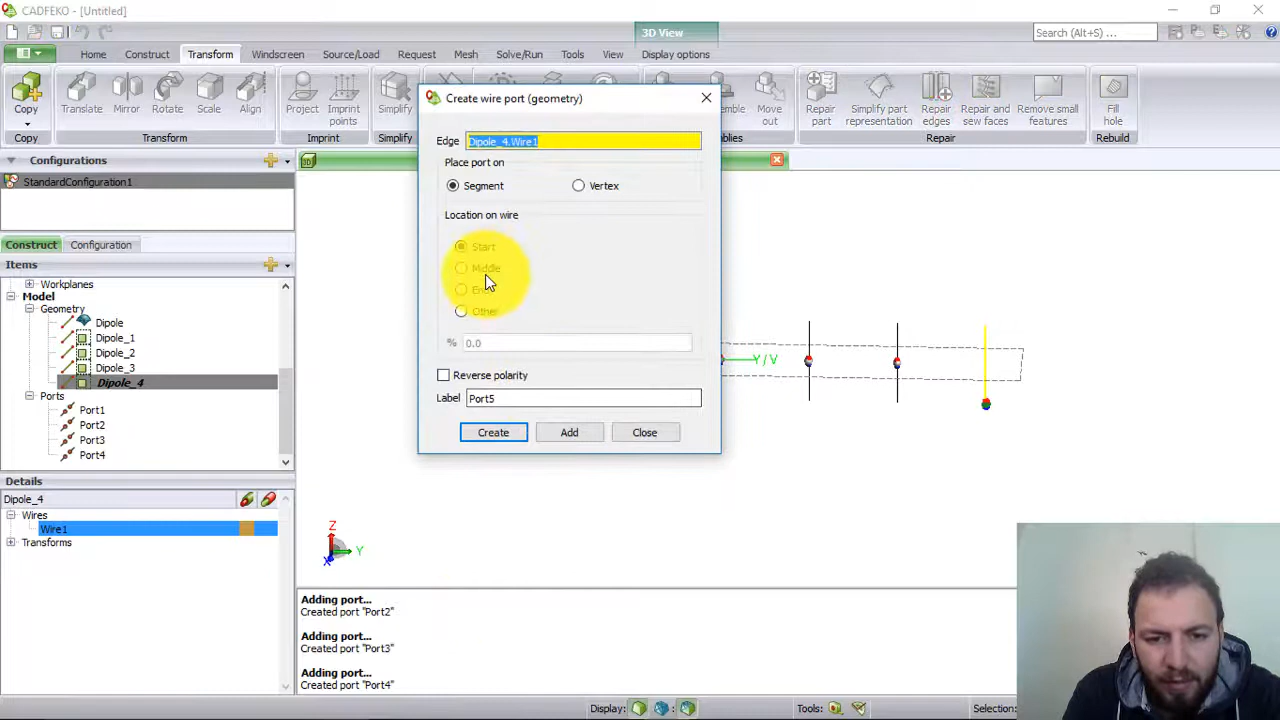 CADFEKO - [Untitled]
3D View
Search (Alt+S)
Home
Construct
Transform
Windscreen
Source/Load
Request
Mesh
Solve/Run
Tools
View
Display options
Copy
Translate
Mirror
Rotate
Scale
Align
Project
Imprint points
Simplify
Move out
Repair part
Simplify part representation
Repair edges
Repair and sew faces
Remove small features
Fill hole
Copy
Transform
Imprint
Simplify
Repair
Rebuild
Configurations
StandardConfiguration1
Construct
Configuration
Items
Workplanes
Model
Geometry
Dipole
Dipole_1
Dipole_2
Dipole_3
Dipole_4
Ports
Port1
Port2
Port3
Port4
Details
Dipole_4
Wires
Wire1
Transforms
Create wire port (geometry)
Edge
Dipole_4.Wire1
Place port on
Segment
Vertex
Location on wire
Start
Middle
Other
% 0.0
Reverse polarity
Label
Port5
Create
Add
Close
Y / V
Z
Y
X
Adding port...
Created port "Port2"
Adding port...
Created port "Port3"
Adding port...
Created port "Port4"
Display:
Tools:
Selection: